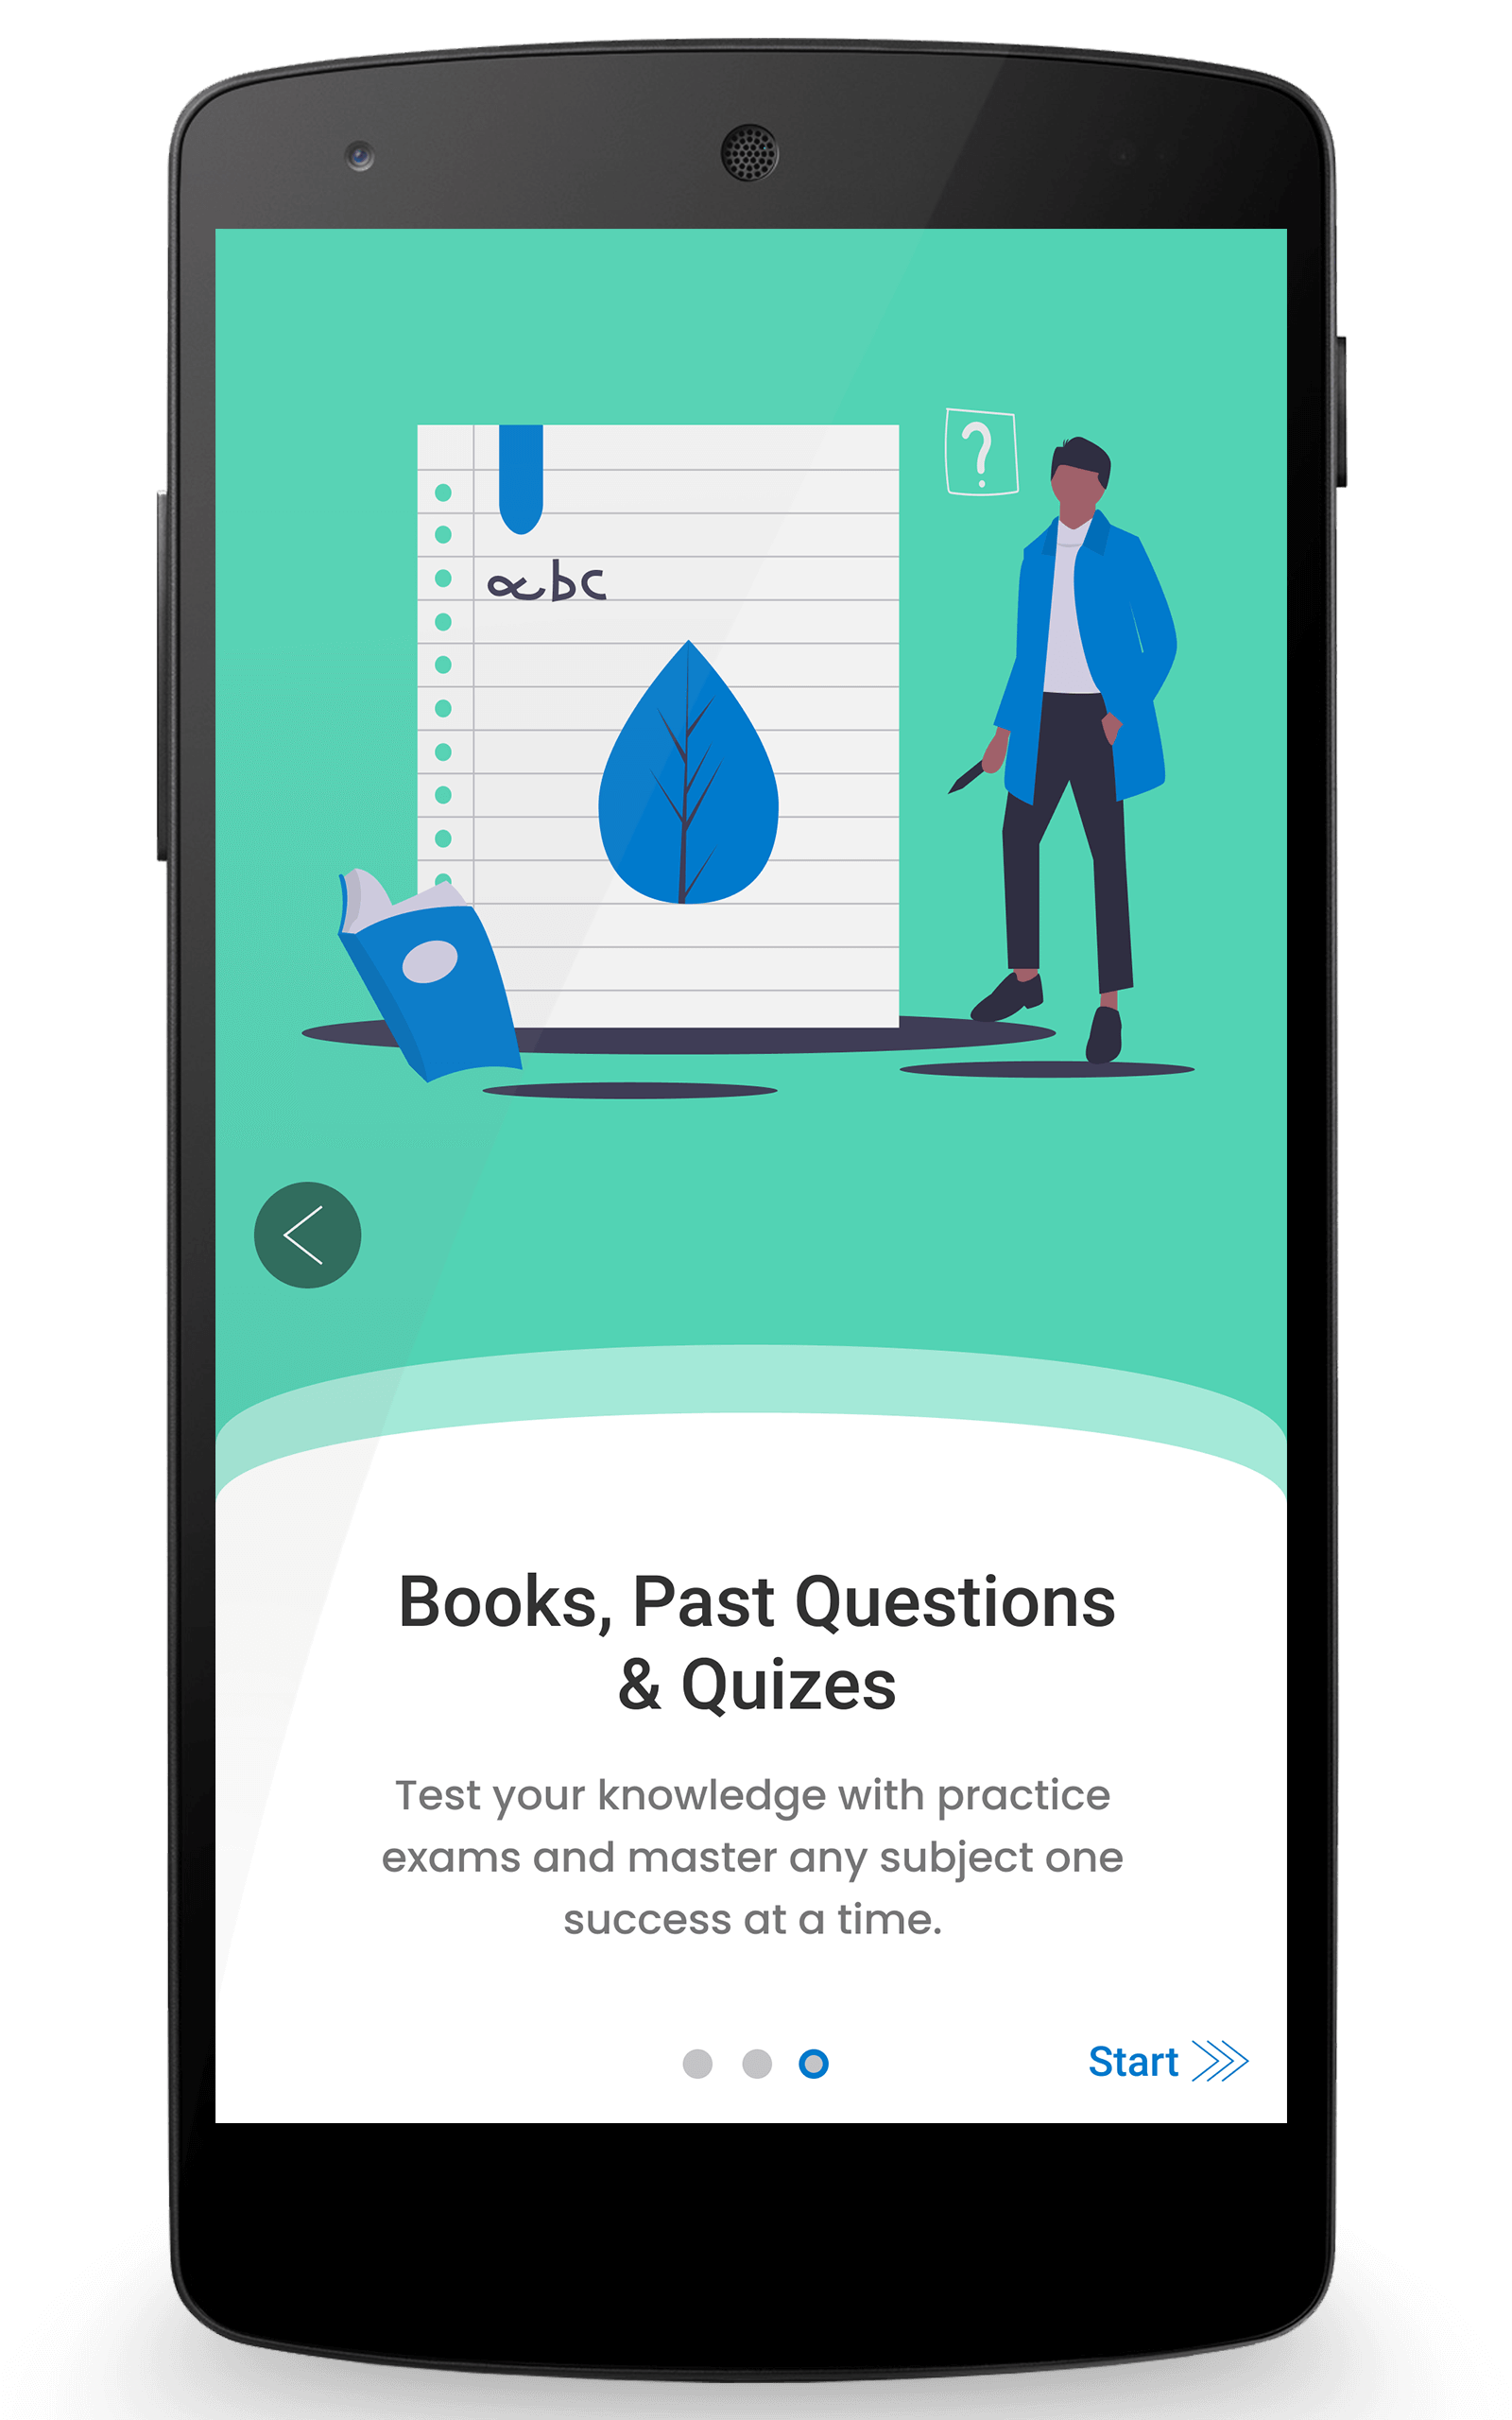 ?
abc
Books, Past Questions
& Quizes
Test your knowledge with practice
exams and master any subject one
success at a time.
Start